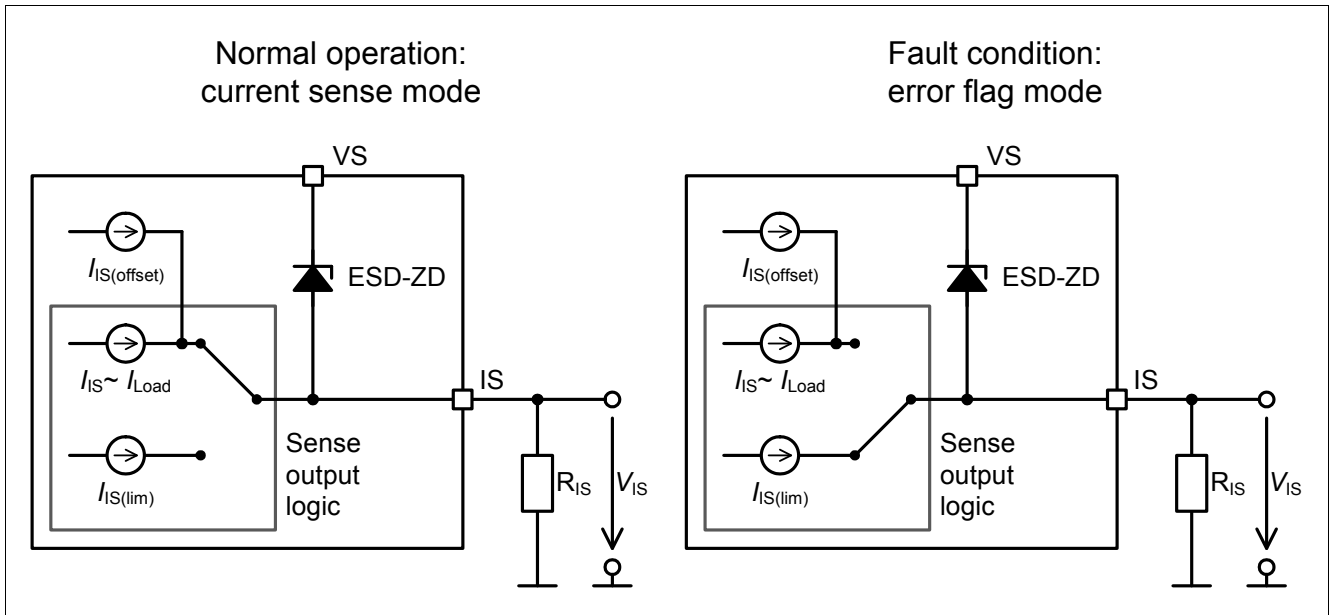 Normal operation:
current sense mode
VS
IIS(offset)
ESD-ZD
IIS~ ILoad
IS
IIS(lim)
Sense
output
logic
RIS
VIS
Fault condition:
error flag mode
VS
IIS(offset)
ESD-ZD
IIS~ ILoad
IS
IIS(lim)
Sense
output
logic
RIS
VIS